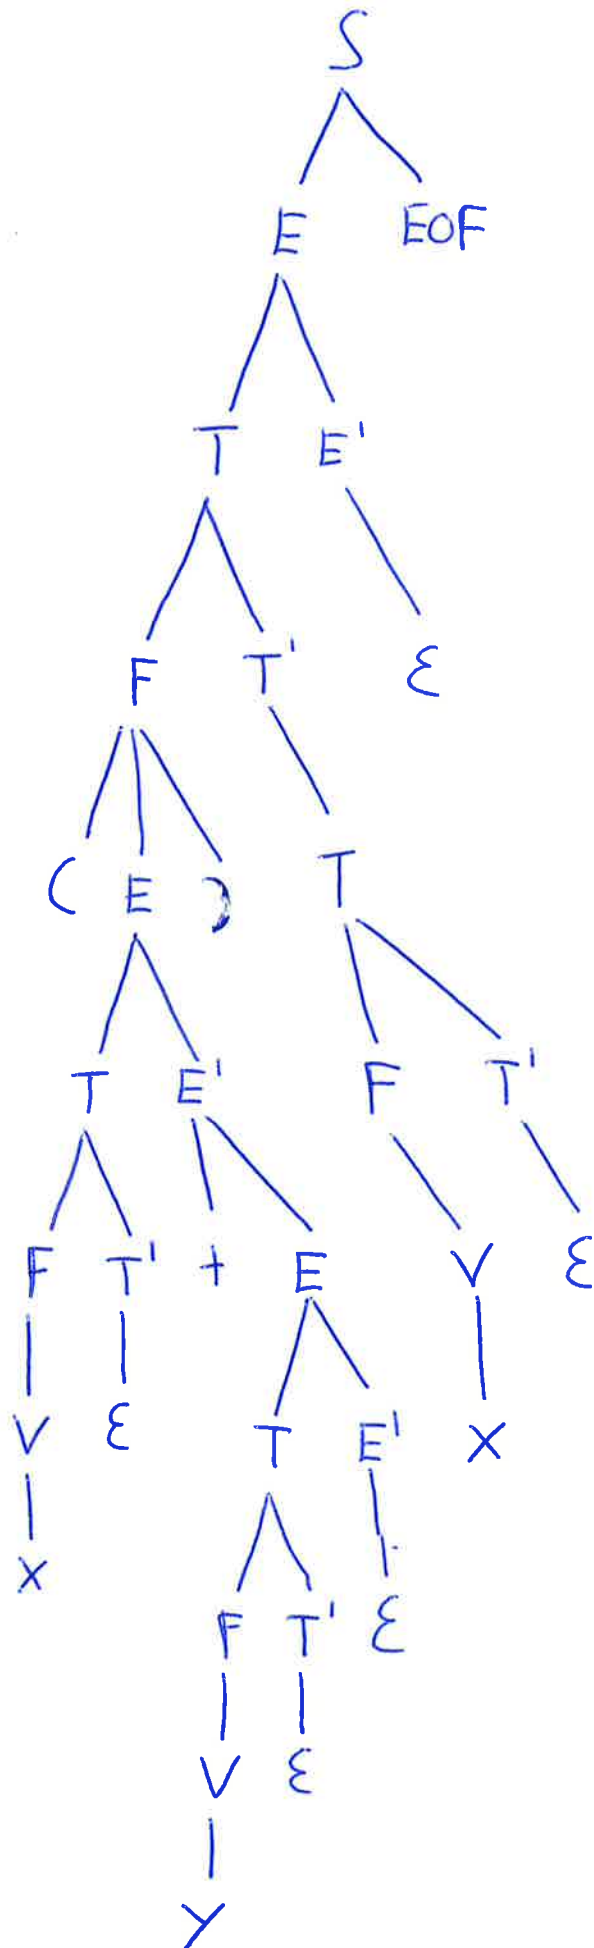 S
E EOF
T E'
F T' ε
( E ) T
T E' F T'
F T' + E V ε
V ε T E' X
X F T' ε
V ε
Y